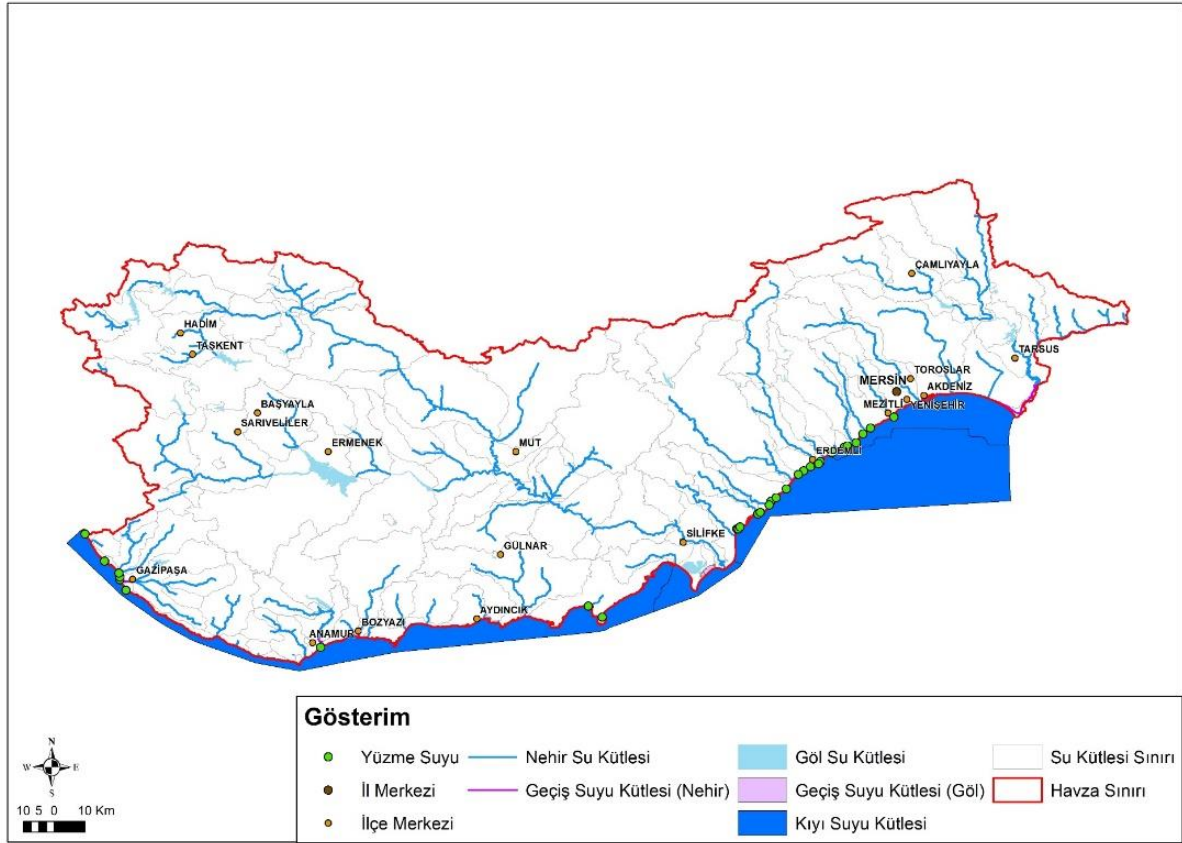 ÇAMLIYAYLA
HADİM
TAŞKENT
TARSUS
TOROSLAR
MERSİN
AKDENİZ
YENİŞEHİR
MEZİTLİ
BAŞYAYLA
SARIVELİLER
ERMENEK
MUT
ERDEMLİ
SİLİFKE
GÜLNAR
GAZİPAŞA
AYDINCIK
BOZYAZI
ANAMUR
Gösterim
Yüzme Suyu
Nehir Su Kütlesi
Göl Su Kütlesi
Su Kütlesi Sınırı
İl Merkezi
Geçiş Suyu Kütlesi (Nehir)
Geçiş Suyu Kütlesi (Göl)
Havza Sınırı
İlçe Merkezi
Kıyı Suyu Kütlesi
N
W E
S
10 5 0 10 Km